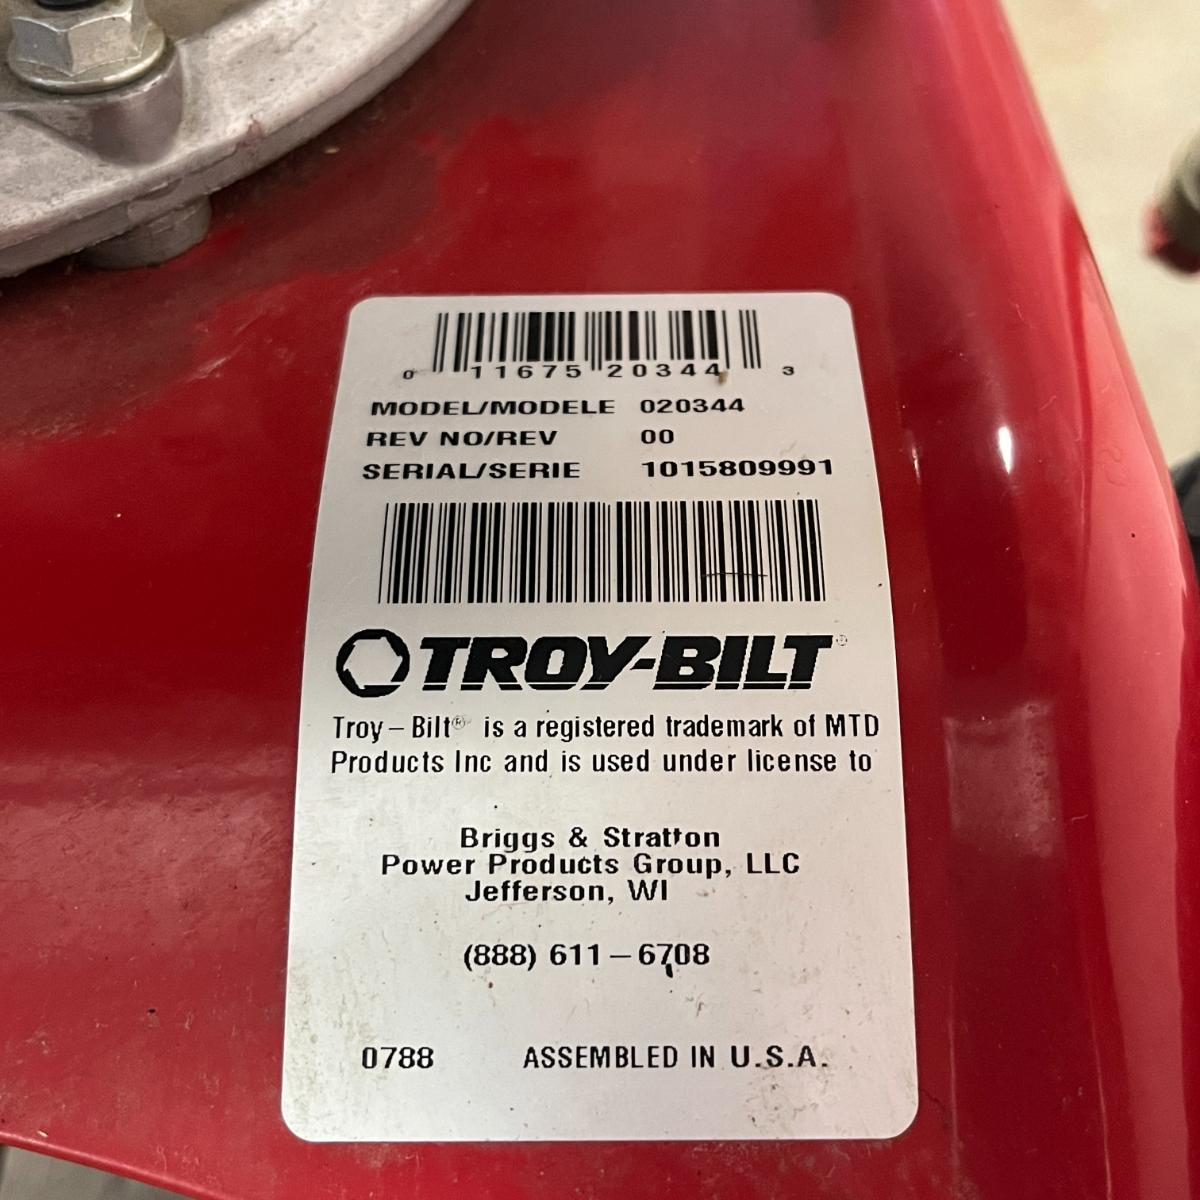 0 11675 20344 3
MODEL/MODELE 020344
REV NO/REV 00
SERIAL/SERIE 1015809991
TROY-BILT®
Troy-Bilt® is a registered trademark of MTD
Products Inc and is used under license to
Briggs & Stratton
Power Products Group, LLC
Jefferson, WI
(888) 611-6708
0788 ASSEMBLED IN U.S.A.